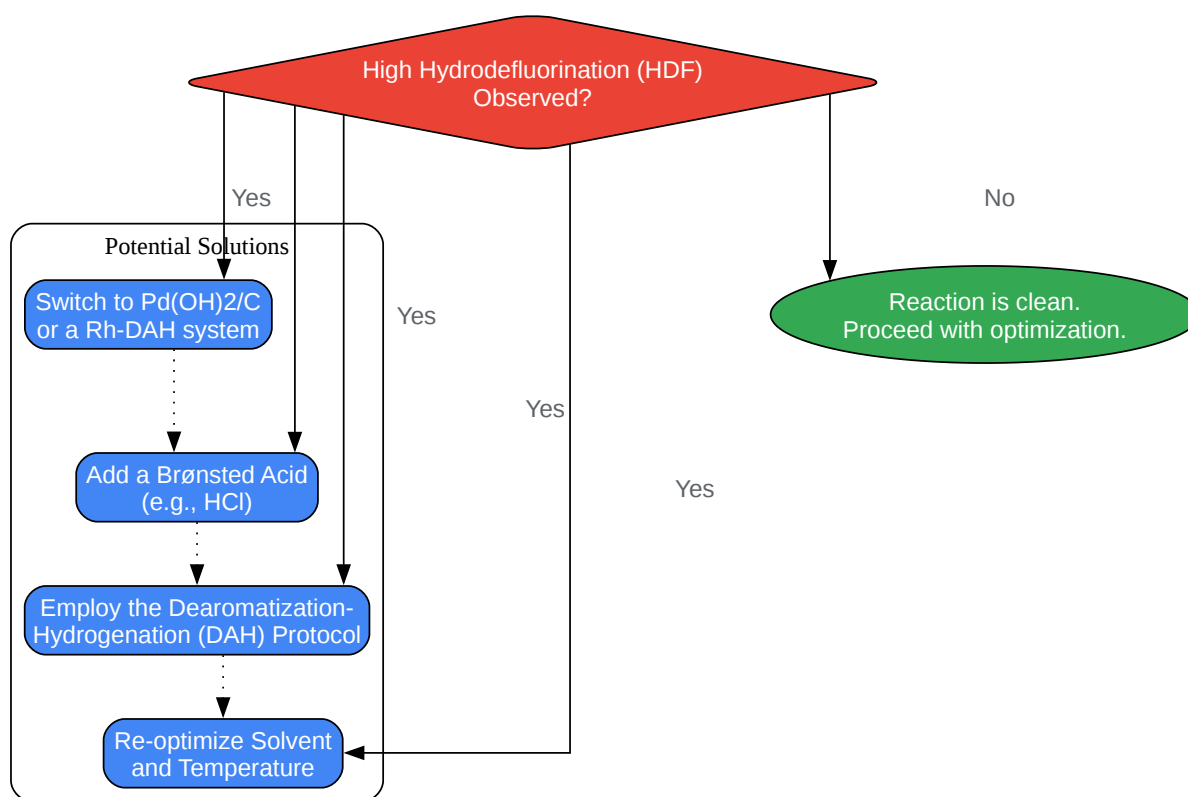 High Hydrodefluorination (HDF)
Observed?
Yes
No
Potential Solutions
Switch to Pd(OH)2/C
or a Rh-DAH system
Yes
Reaction is clean.
Proceed with optimization.
Yes
Add a Brønsted Acid
(e.g., HCl)
Yes
Employ the Dearomatization-
Hydrogenation (DAH) Protocol
Re-optimize Solvent
and Temperature